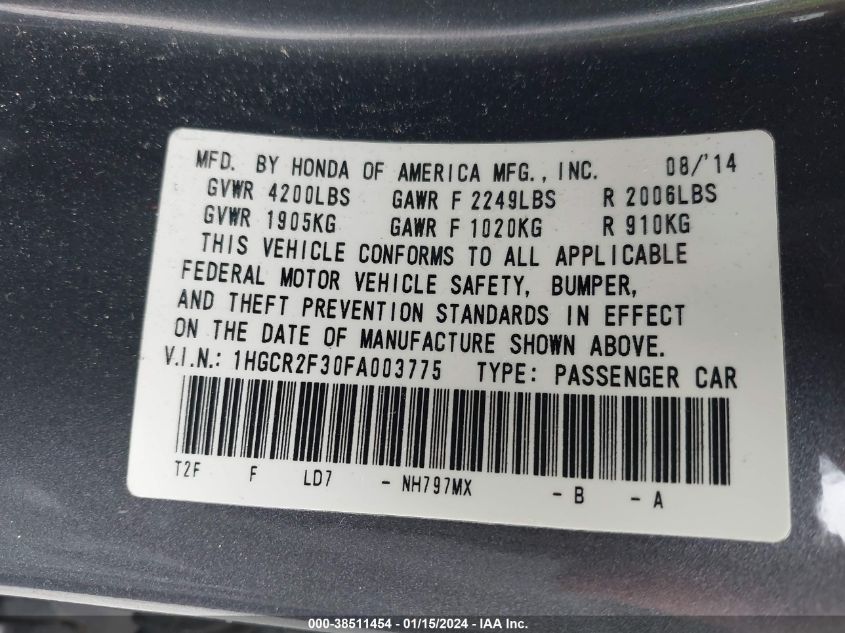 MFD. BY HONDA OF AMERICA MFG., INC. 08/'14
GVWR 4200LBS GAWR F 2249LBS R 2006LBS
GVWR 1905KG GAWR F 1020KG R 910KG
THIS VEHICLE CONFORMS TO ALL APPLICABLE
FEDERAL MOTOR VEHICLE SAFETY, BUMPER,
AND THEFT PREVENTION STANDARDS IN EFFECT
ON THE DATE OF MANUFACTURE SHOWN ABOVE.
V.I.N.: 1HGCR2F30FA003775 TYPE: PASSENGER CAR
T2F F LD7 - NH797MX - B - A
000-38511454 - 01/15/2024 - IAA Inc.